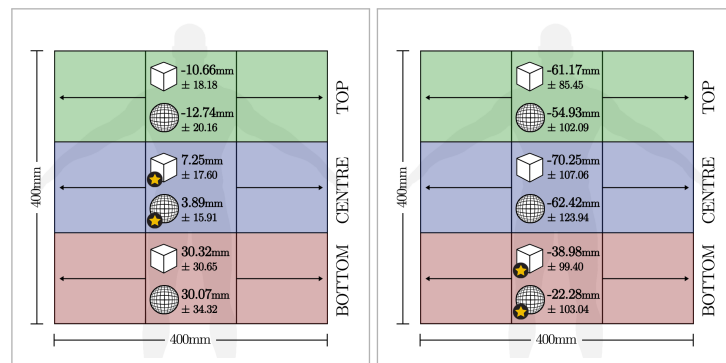 -10.66mm
± 18.18
-12.74mm
± 20.16
TOP
7.25mm
± 17.60
3.89mm
± 15.91
CENTRE
30.32mm
± 30.65
30.07mm
± 34.32
BOTTOM
400mm
400mm
-61.17mm
± 85.45
-54.93mm
± 102.09
TOP
-70.25mm
± 107.06
-62.42mm
± 123.94
CENTRE
-38.98mm
± 99.40
-22.28mm
± 103.04
BOTTOM
400mm